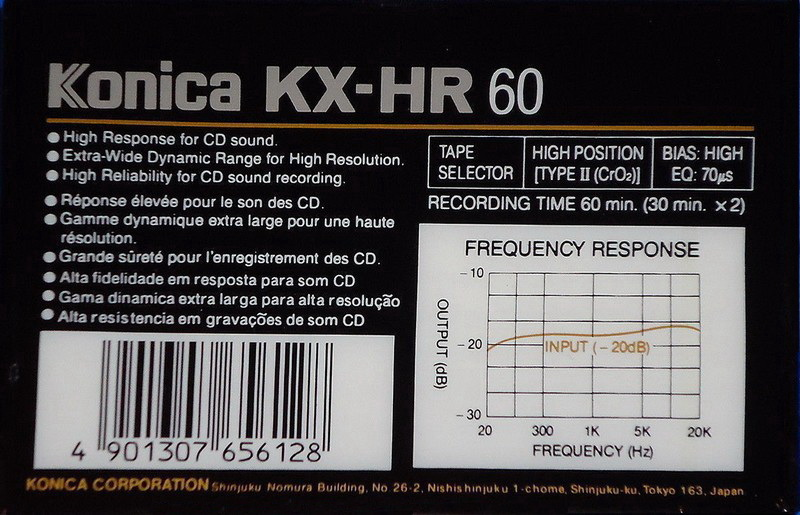 Konica KX-HR 60
● High Response for CD sound.
● Extra-Wide Dynamic Range for High Resolution.
● High Reliability for CD sound recording.
● Réponse élevée pour le son des CD.
● Gamme dynamique extra large pour une haute
résolution.
● Grande sûreté pour l'enregistrement des CD.
● Alta fidelidade em resposta para som CD
● Gama dinamica extra larga para alta resolução
● Alta resistencia em gravações de som CD
TAPE SELECTOR
HIGH POSITION
[TYPE II (CrO₂)]
BIAS: HIGH
EQ: 70μs
RECORDING TIME 60 min. (30 min. ×2)
FREQUENCY RESPONSE
OUTPUT (dB)
-10
-20
-30
INPUT (-20dB)
20 300 1K 5K 20K
FREQUENCY (Hz)
4 901307 656128
KONICA CORPORATION Shinjuku Nomura Building, No. 26-2, Nishishinjuku 1-chome, Shinjuku-ku, Tokyo 163, Japan